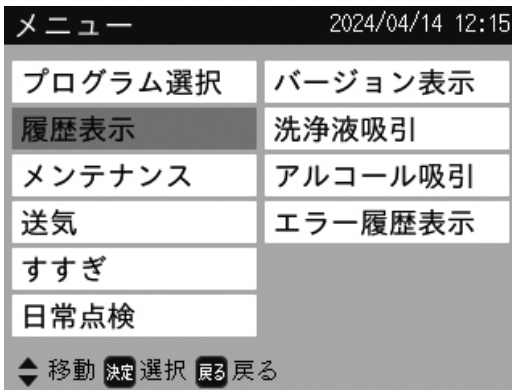 メニュー 2024/04/14 12:15
プログラム選択 バージョン表示
履歴表示 洗浄液吸引
メンテナンス アルコール吸引
送気 エラー履歴表示
すすぎ
日常点検
移動 決定 選択 戻る 戻る